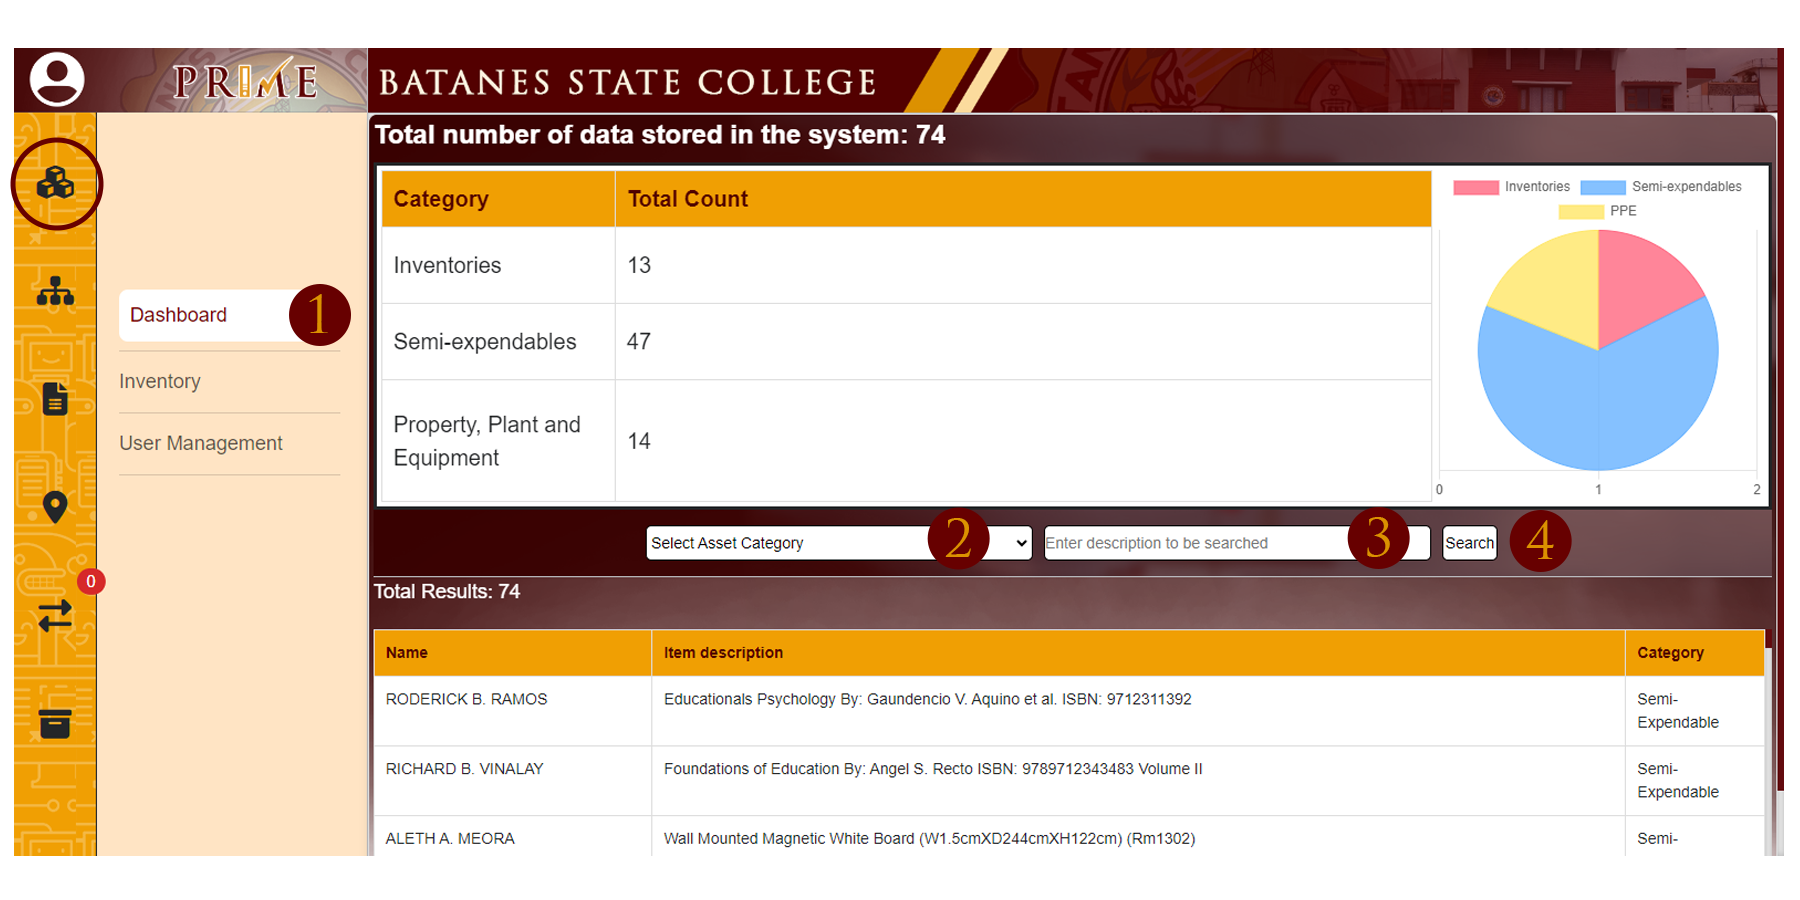 PRIME
BATANES STATE COLLEGE
Total number of data stored in the system: 74
Category Total Count
Inventories 13
Semi-expendables 47
Property, Plant and
Equipment
14
Inventories Semi-expendables
PPE
0 1 2
Dashboard 1
Inventory
User Management
0
Select Asset Category 2 Enter description to be searched 3 Search 4
Total Results: 74
Name Item description Category
RODERICK B. RAMOS Educationals Psychology By: Gaundencio V. Aquino et al. ISBN: 9712311392 Semi-
Expendable
RICHARD B. VINALAY Foundations of Education By: Angel S. Recto ISBN: 9789712343483 Volume II Semi-
Expendable
ALETH A. MEORA Wall Mounted Magnetic White Board (W1.5cmXD244cmXH122cm) (Rm1302) Semi-